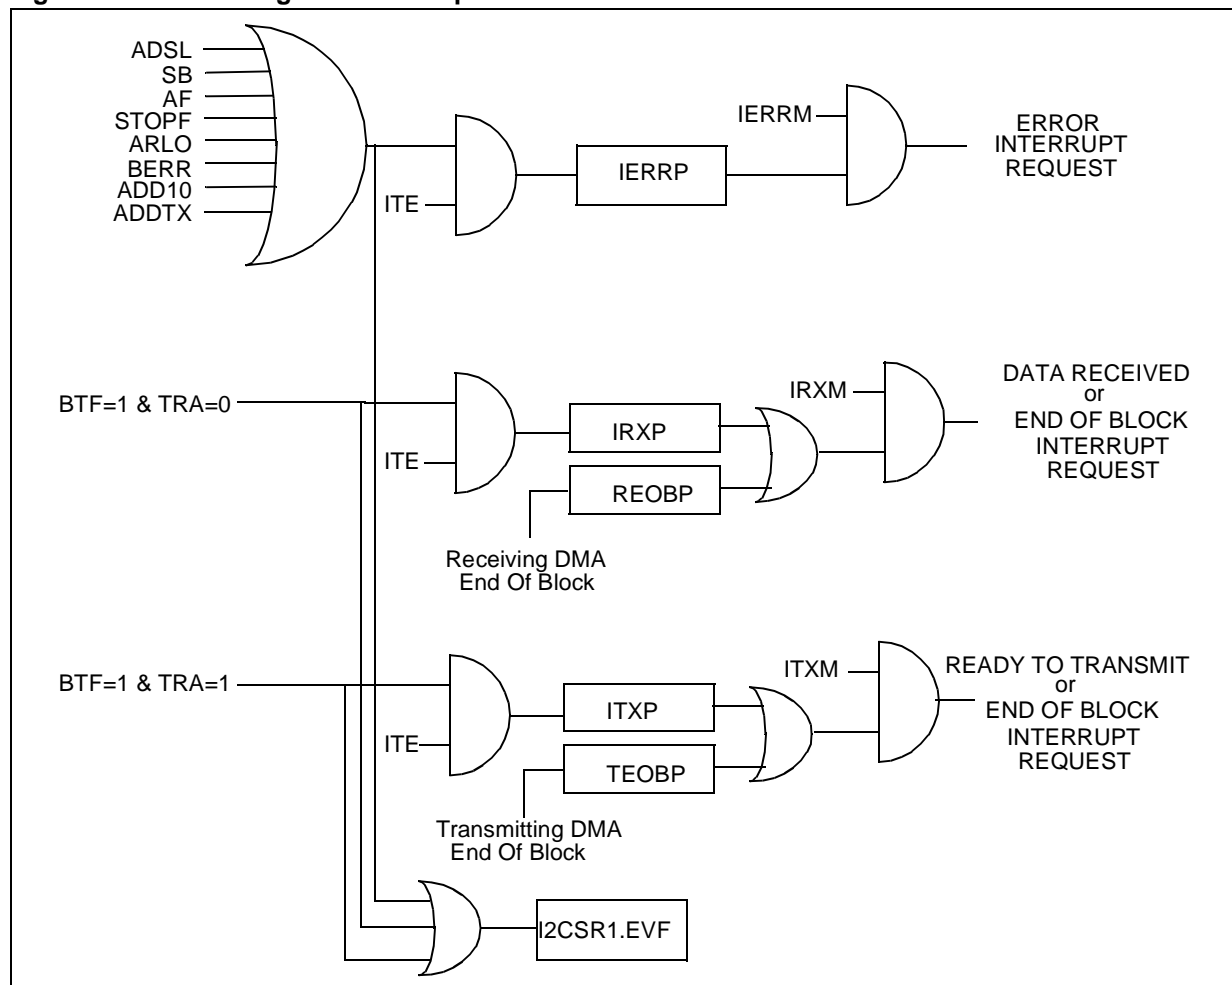 ADSL
SB
AF
STOPF
ARLO
BERR
ADD10
ADDTX
ITE
IERRP
IERRM
ERROR
INTERRUPT
REQUEST
BTF=1 & TRA=0
ITE
IRXP
REOBP
Receiving DMA
End Of Block
IRXM
DATA RECEIVED
or
END OF BLOCK
INTERRUPT
REQUEST
BTF=1 & TRA=1
ITE
ITXP
TEOBP
Transmitting DMA
End Of Block
ITXM
READY TO TRANSMIT
or
END OF BLOCK
INTERRUPT
REQUEST
I2CSR1.EVF